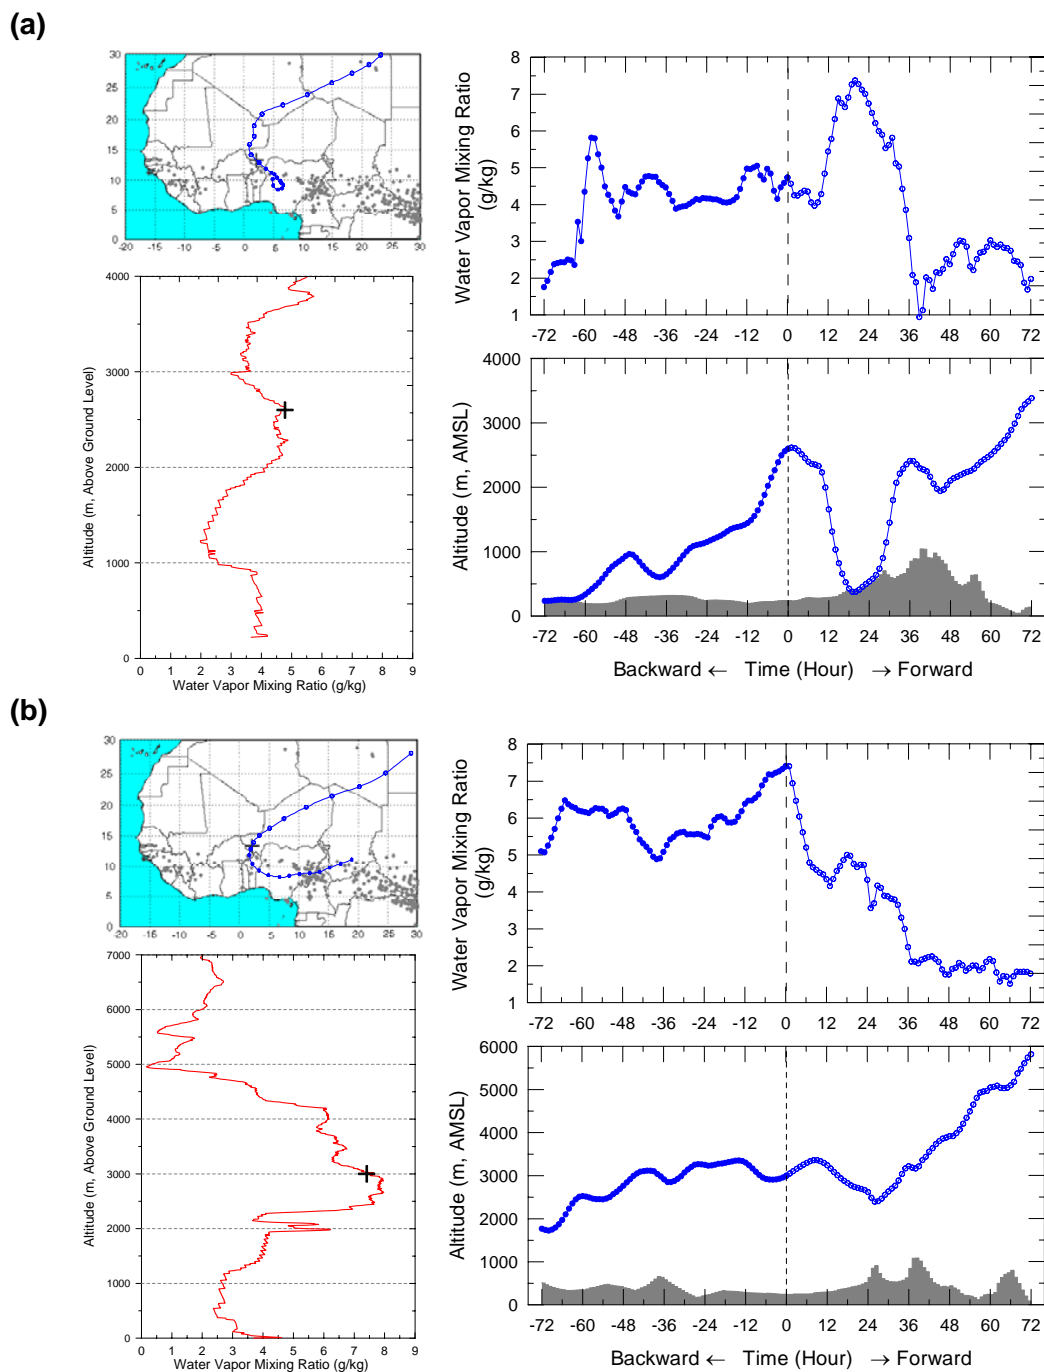 (a)
30
25
20
15
10
5
0
-20 -15 -10 -5 0 5 10 15 20 25 30
Water Vapor Mixing Ratio
(g/kg)
8
7
6
5
4
3
2
1
-72 -60 -48 -36 -24 -12 0 12 24 36 48 60 72
Altitude (m, Above Ground Level)
4000
3000
2000
1000
0
0 1 2 3 4 5 6 7 8 9
Water Vapor Mixing Ratio (g/kg)
Altitude (m, AMSL)
4000
3000
2000
1000
0
-72 -60 -48 -36 -24 -12 0 12 24 36 48 60 72
Backward ← Time (Hour) → Forward
(b)
30
25
20
15
10
5
0
-20 -15 -10 -5 0 5 10 15 20 25 30
Water Vapor Mixing Ratio
(g/kg)
8
7
6
5
4
3
2
1
-72 -60 -48 -36 -24 -12 0 12 24 36 48 60 72
Altitude (m, Above Ground Level)
7000
6000
5000
4000
3000
2000
1000
0
0 1 2 3 4 5 6 7 8 9
Water Vapor Mixing Ratio (g/kg)
Altitude (m, AMSL)
6000
5000
4000
3000
2000
1000
0
-72 -60 -48 -36 -24 -12 0 12 24 36 48 60 72
Backward ← Time (Hour) → Forward